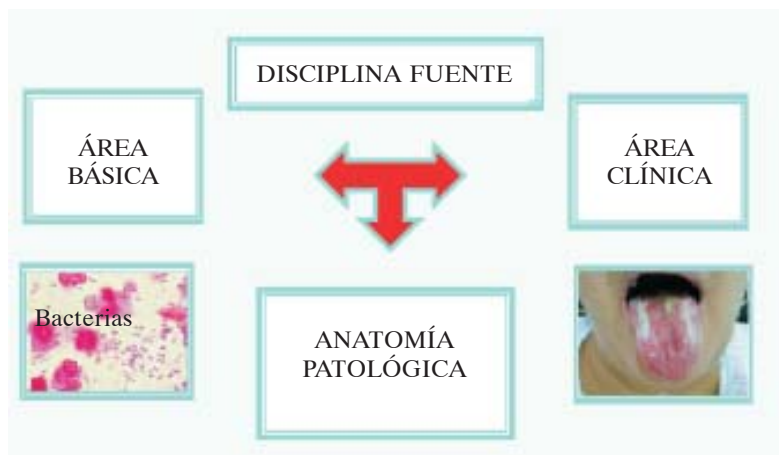 DISCIPLINA FUENTE
ÁREA
BÁSICA
ÁREA
CLÍNICA
Bacterias
ANATOMÍA
PATOLÓGICA